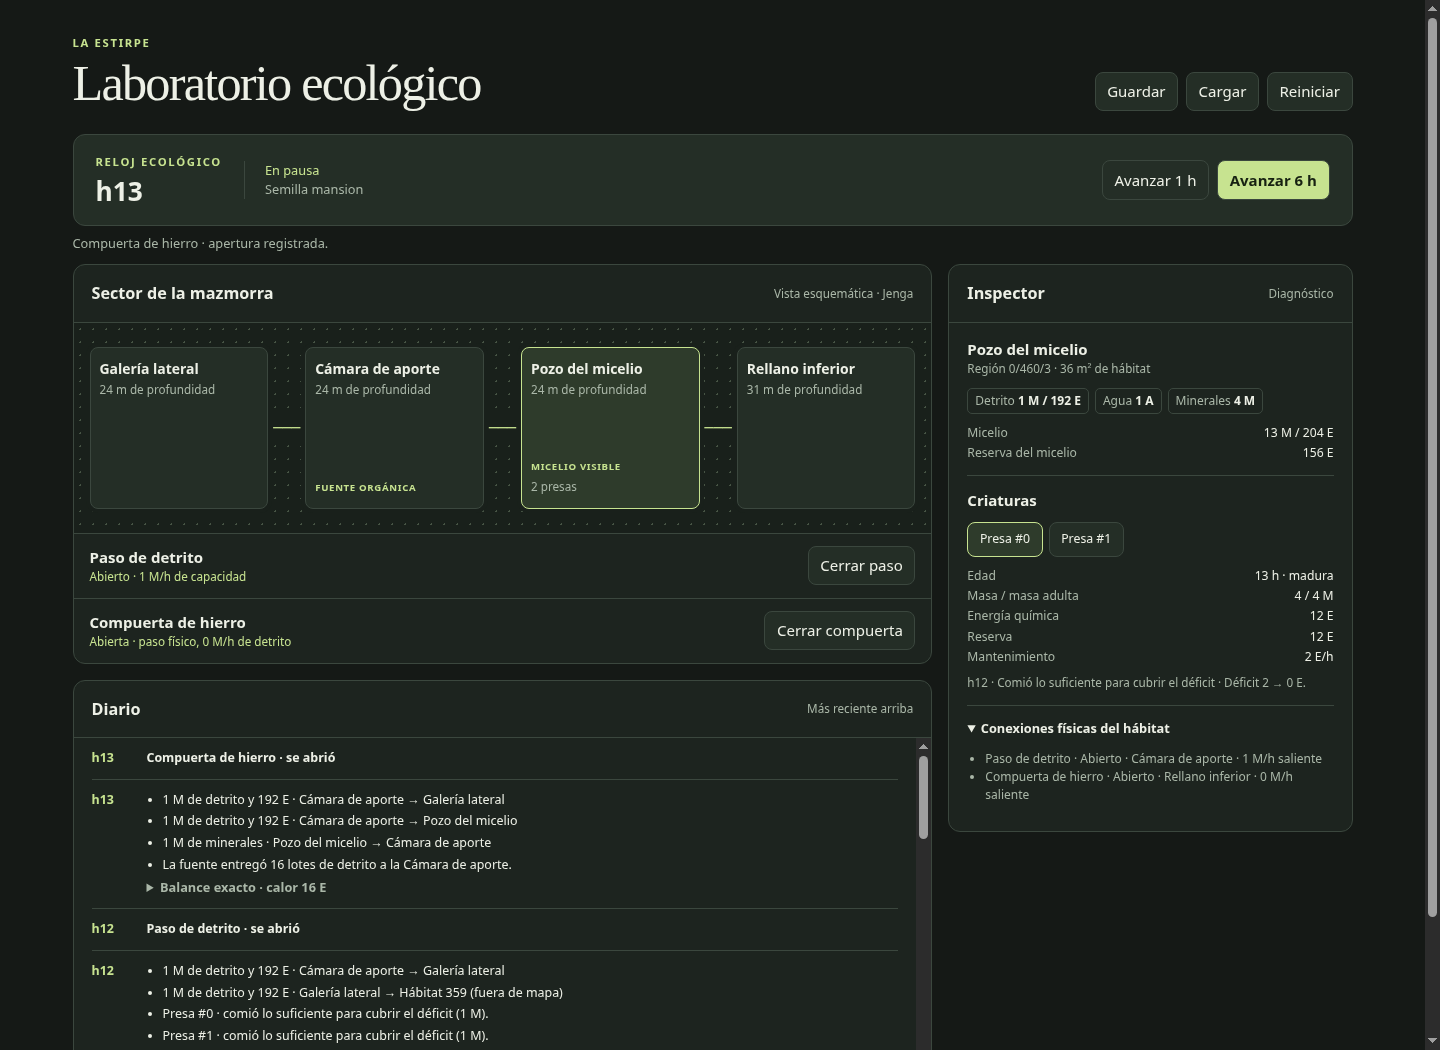 LA ESTIRPE
Laboratorio ecológico
Guardar
Cargar
Reiniciar
RELOJ ECOLÓGICO
h13
En pausa
Semilla mansion
Avanzar 1 h
Avanzar 6 h
Compuerta de hierro · apertura registrada.
Sector de la mazmorra
Vista esquemática · Jenga
Galería lateral
24 m de profundidad
Cámara de aporte
24 m de profundidad
FUENTE ORGÁNICA
Pozo del micelio
24 m de profundidad
MICELIO VISIBLE
2 presas
Rellano inferior
31 m de profundidad
Paso de detrito
Abierto · 1 M/h de capacidad
Cerrar paso
Compuerta de hierro
Abierta · paso físico, 0 M/h de detrito
Cerrar compuerta
Diario
Más reciente arriba
h13 Compuerta de hierro · se abrió
h13 • 1 M de detrito y 192 E · Cámara de aporte → Galería lateral
• 1 M de detrito y 192 E · Cámara de aporte → Pozo del micelio
• 1 M de minerales · Pozo del micelio → Cámara de aporte
• La fuente entregó 16 lotes de detrito a la Cámara de aporte.
▶ Balance exacto · calor 16 E
h12 Paso de detrito · se abrió
h12 • 1 M de detrito y 192 E · Cámara de aporte → Galería lateral
• 1 M de detrito y 192 E · Galería lateral → Hábitat 359 (fuera de mapa)
• Presa #0 · comió lo suficiente para cubrir el déficit (1 M).
• Presa #1 · comió lo suficiente para cubrir el déficit (1 M).
Inspector
Diagnóstico
Pozo del micelio
Región 0/460/3 · 36 m² de hábitat
Detrito 1 M / 192 E
Agua 1 A
Minerales 4 M
Micelio 13 M / 204 E
Reserva del micelio 156 E
Criaturas
Presa #0
Presa #1
Edad 13 h · madura
Masa / masa adulta 4 / 4 M
Energía química 12 E
Reserva 12 E
Mantenimiento 2 E/h
h12 · Comió lo suficiente para cubrir el déficit · Déficit 2 → 0 E.
▼ Conexiones físicas del hábitat
• Paso de detrito · Abierto · Cámara de aporte · 1 M/h saliente
• Compuerta de hierro · Abierto · Rellano inferior · 0 M/h
saliente